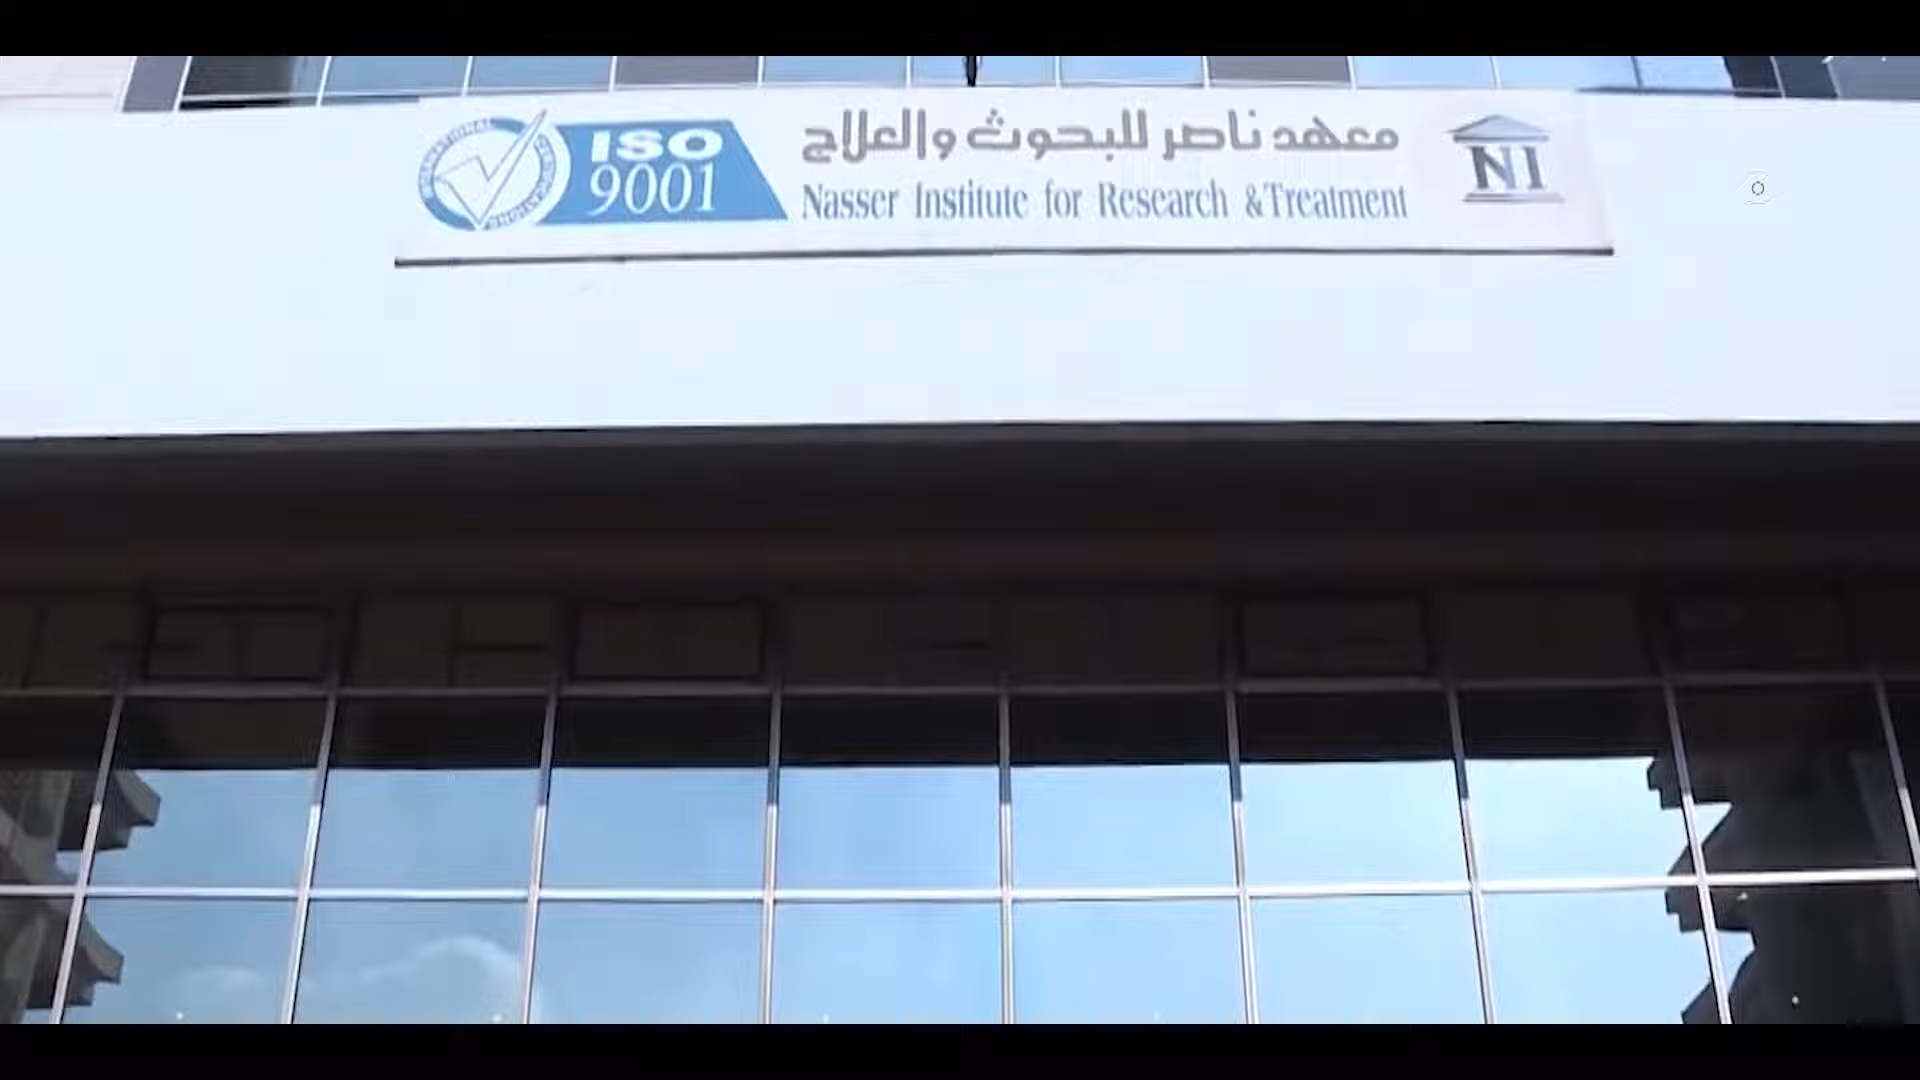 ISO
9001
معهد ناصر للبحوث والعلاج
Nasser Institute for Research &Treatment
NI